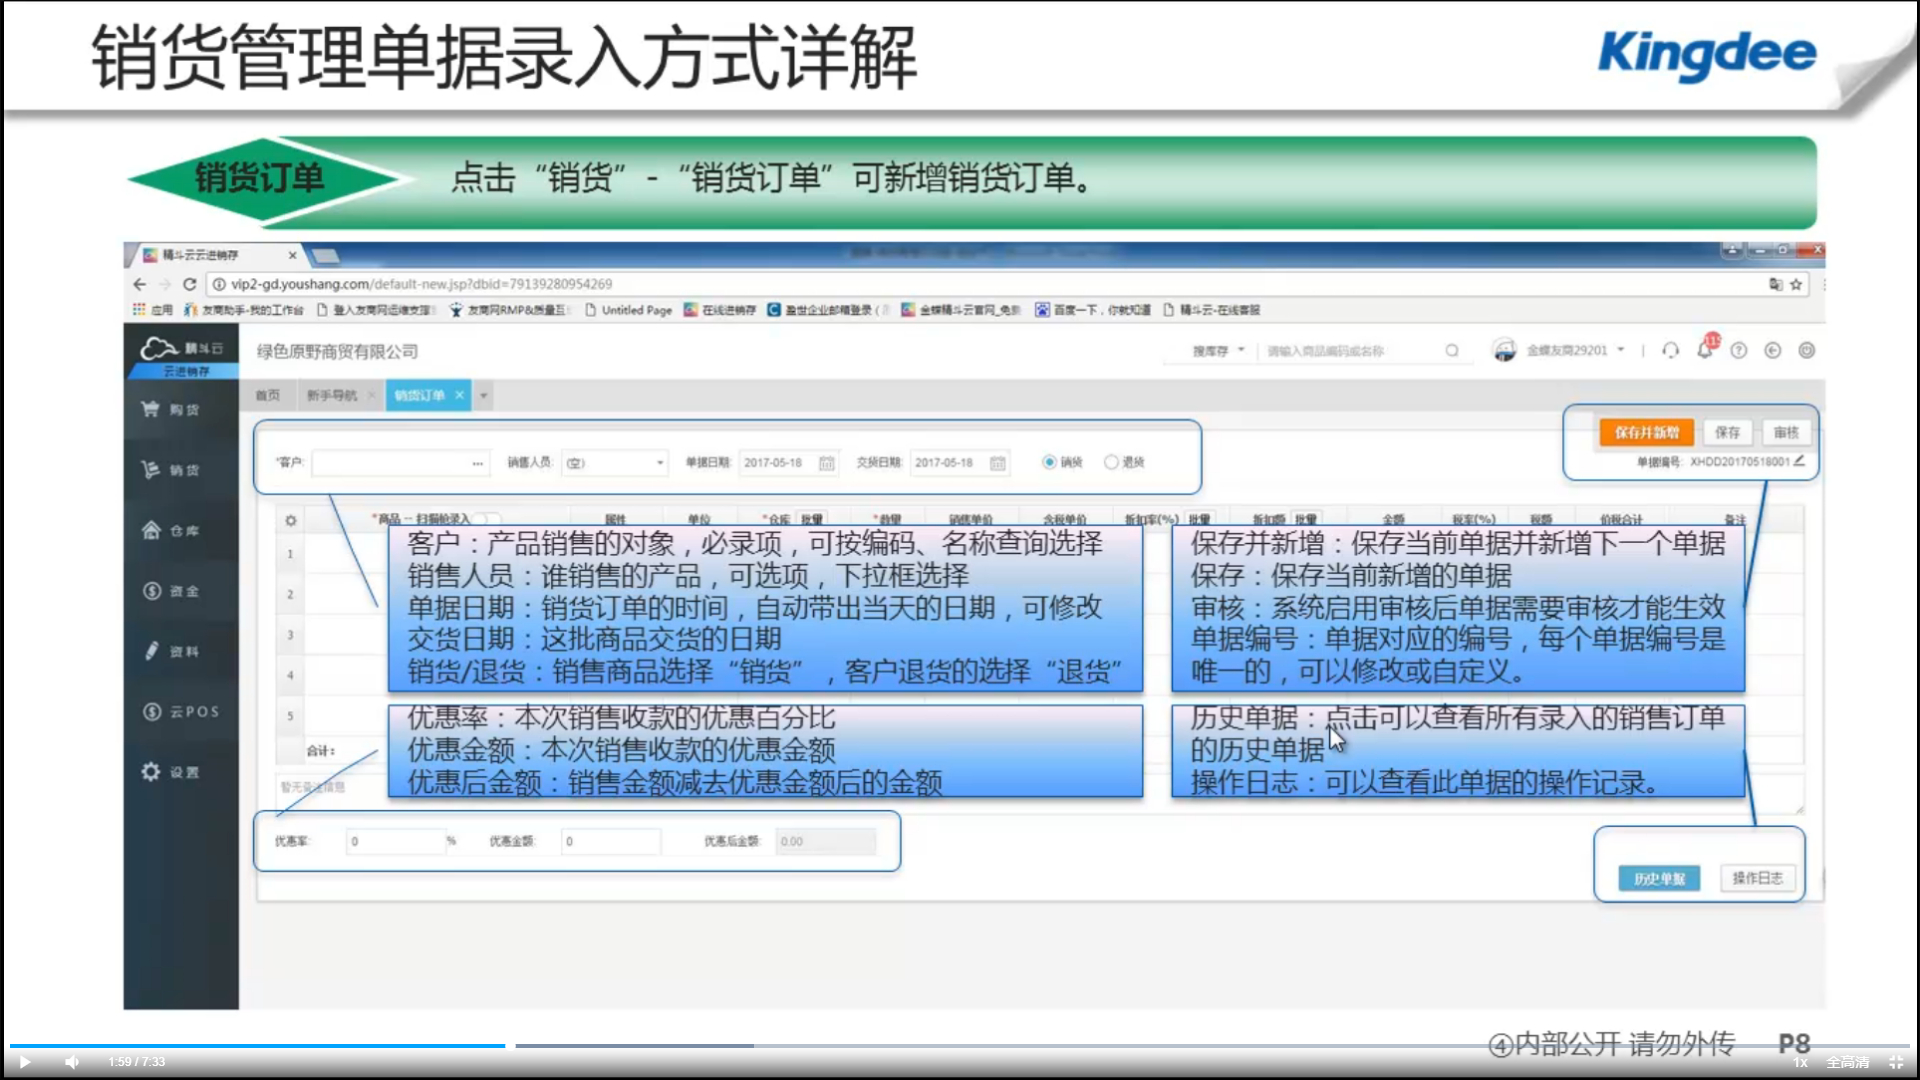 销货管理单据录入方式详解
Kingdee
销货订单
点击“销货” - “销货订单” 可新增销货订单。
精斗云云进销存
vip2-gd.youshang.com/default-new.jsp?dbid=79139280954269
应用
友商助手-我的工作台
登入友商网运维支撑
友商网RMP&质量互
Untitled Page
在线进销存
盈世企业邮箱登录
金蝶精斗云官网_免费
百度一下，你就知道
精斗云-在线客服
精斗云
云进销存
绿色原野商贸有限公司
搜库存
请输入商品编码或名称
金蝶友商29201
购货
销货
仓库
资金
资料
云POS
设置
首页
新手导航
销货订单
保存并新增
保存
审核
单据编号: XHDD20170518001
*客户:
...
销售人员: (空)
单据日期: 2017-05-18
交货日期: 2017-05-18
销货
退货
*商品 -- 扫描枪录入
属性
单位
*仓库 批量
*数量
销售单价
含税单价
折扣率(%) 批量
折扣额 批量
金额
税率(%)
税额
价税合计
备注
1
2
3
4
5
合计:
客户：产品销售的对象，必录项，可按编码、名称查询选择
销售人员：谁销售的产品，可选项，下拉框选择
单据日期：销货订单的时间，自动带出当天的日期，可修改
交货日期：这批商品交货的日期
销货/退货：销售商品选择“销货”，客户退货的选择“退货”
保存并新增：保存当前单据并新增下一个单据
保存：保存当前新增的单据
审核：系统启用审核后单据需要审核才能生效
单据编号：单据对应的编号，每个单据编号是
唯一的，可以修改或自定义。
优惠率：本次销售收款的优惠百分比
优惠金额：本次销售收款的优惠金额
优惠后金额：销售金额减去优惠金额后的金额
历史单据：点击可以查看所有录入的销售订单
的历史单据
操作日志：可以查看此单据的操作记录。
暂无备注信息
优惠率: 0 %
优惠金额: 0
优惠后金额: 0.00
历史单据
操作日志
④内部公开 请勿外传
P8
1:59 / 7:33
1x
全高清